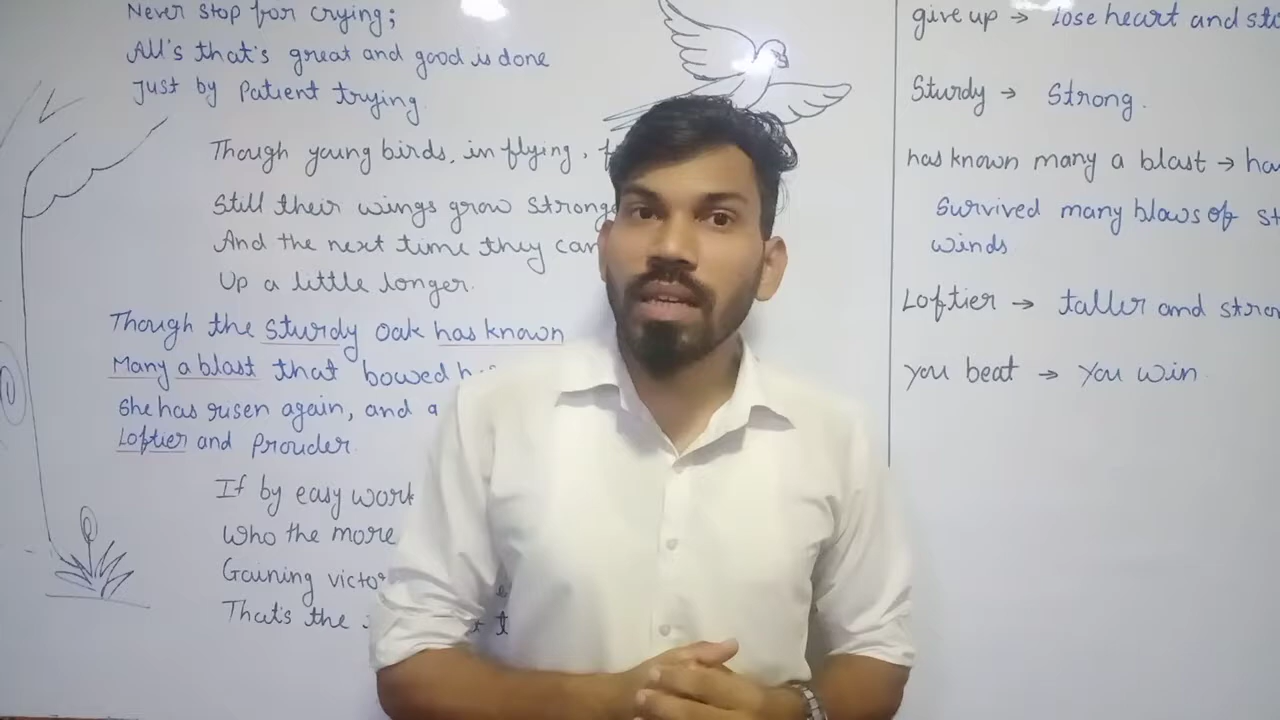 Never stop for crying;
All's that's great and good is done
Just by Patient trying.
Though young birds, in flying,
Still their wings grow
And the next time they can
Up a little longer.
Though the sturdy oak has known
Many a blast that bowed
She has risen again, and
Loftier and Prouder.
If by easy work
Who the more
Gaining
That's the
give up → Lose heart and
Sturdy → Strong.
has known many a blast →
Survived many blows of
winds
Loftier → taller and
You beat → You win.